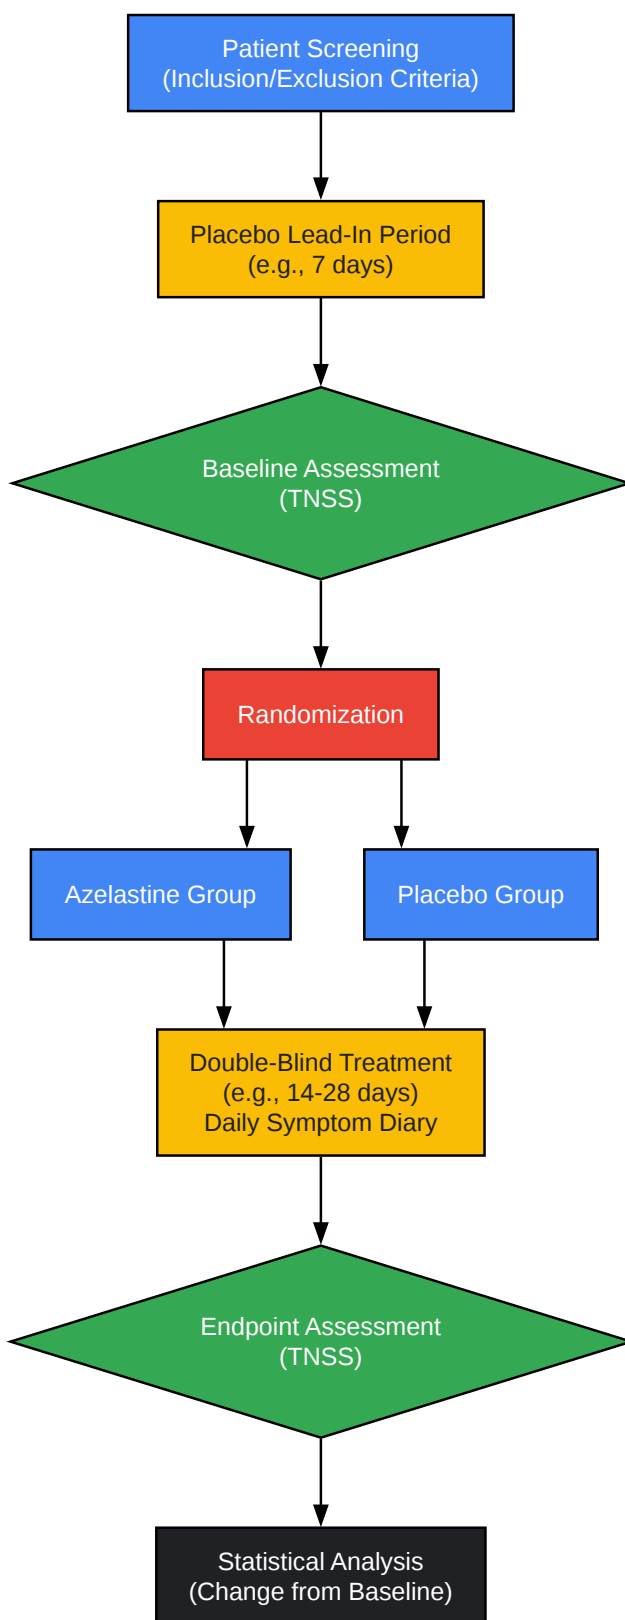 Patient Screening
(Inclusion/Exclusion Criteria)
Placebo Lead-In Period
(e.g., 7 days)
Baseline Assessment
(TNSS)
Randomization
Azelastine Group
Placebo Group
Double-Blind Treatment
(e.g., 14-28 days)
Daily Symptom Diary
Endpoint Assessment
(TNSS)
Statistical Analysis
(Change from Baseline)